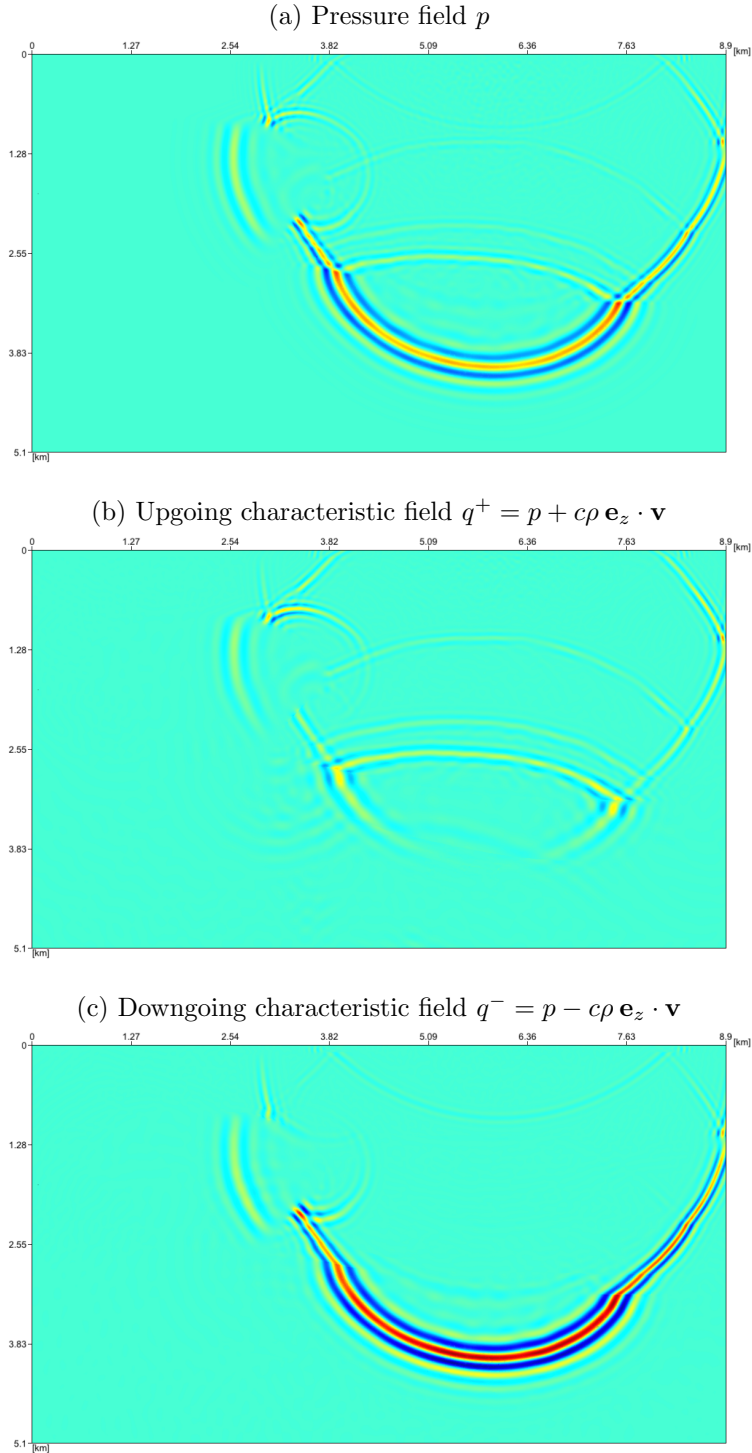 (a) Pressure field p
0 1.27 2.54 3.82 5.09 6.36 7.63 8.9 [km]
0
1.28
2.55
3.83
5.1
[km]
(b) Upgoing characteristic field q⁺ = p + cρ e_z · v
0 1.27 2.54 3.82 5.09 6.36 7.63 8.9 [km]
0
1.28
2.55
3.83
5.1
[km]
(c) Downgoing characteristic field q⁻ = p − cρ e_z · v
0 1.27 2.54 3.82 5.09 6.36 7.63 8.9 [km]
0
1.28
2.55
3.83
5.1
[km]